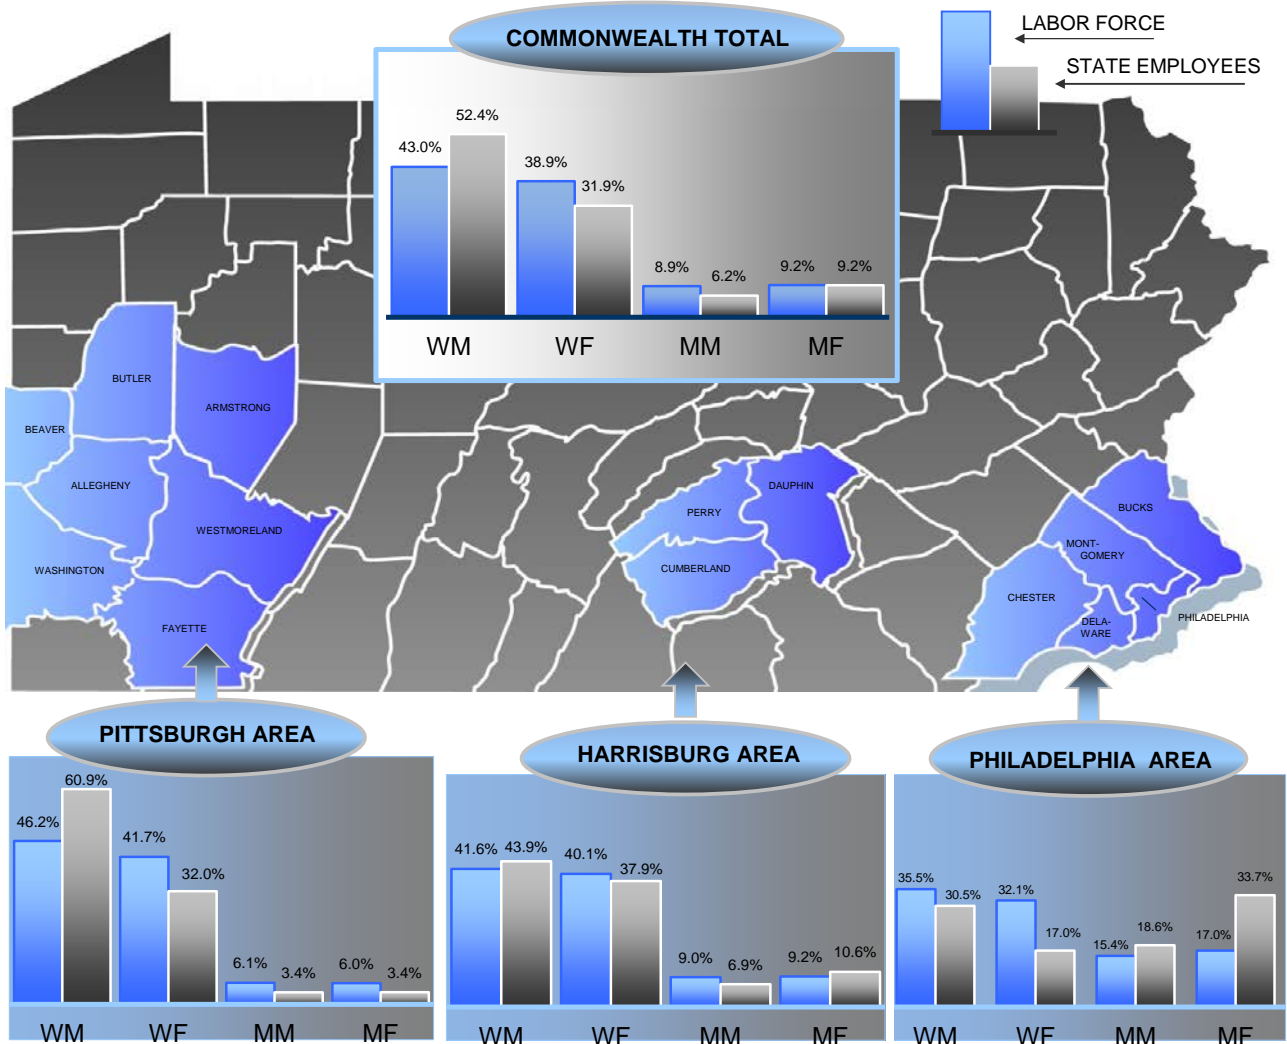 COMMONWEALTH TOTAL
LABOR FORCE
STATE EMPLOYEES
52.4%
43.0%
38.9%
31.9%
8.9%
6.2%
9.2%
9.2%
WM
WF
MM
MF
BUTLER
ARMSTRONG
BEAVER
ALLEGHENY
WESTMORELAND
WASHINGTON
FAYETTE
DAUPHIN
PERRY
CUMBERLAND
BUCKS
MONT-
GOMERY
CHESTER
DELA-
WARE
PHILADELPHIA
PITTSBURGH AREA
60.9%
46.2%
41.7%
32.0%
6.1%
3.4%
6.0%
3.4%
WM
WF
MM
MF
HARRISBURG AREA
41.6%
43.9%
40.1%
37.9%
9.0%
6.9%
9.2%
10.6%
WM
WF
MM
MF
PHILADELPHIA AREA
35.5%
30.5%
32.1%
17.0%
15.4%
18.6%
17.0%
33.7%
WM
WF
MM
MF